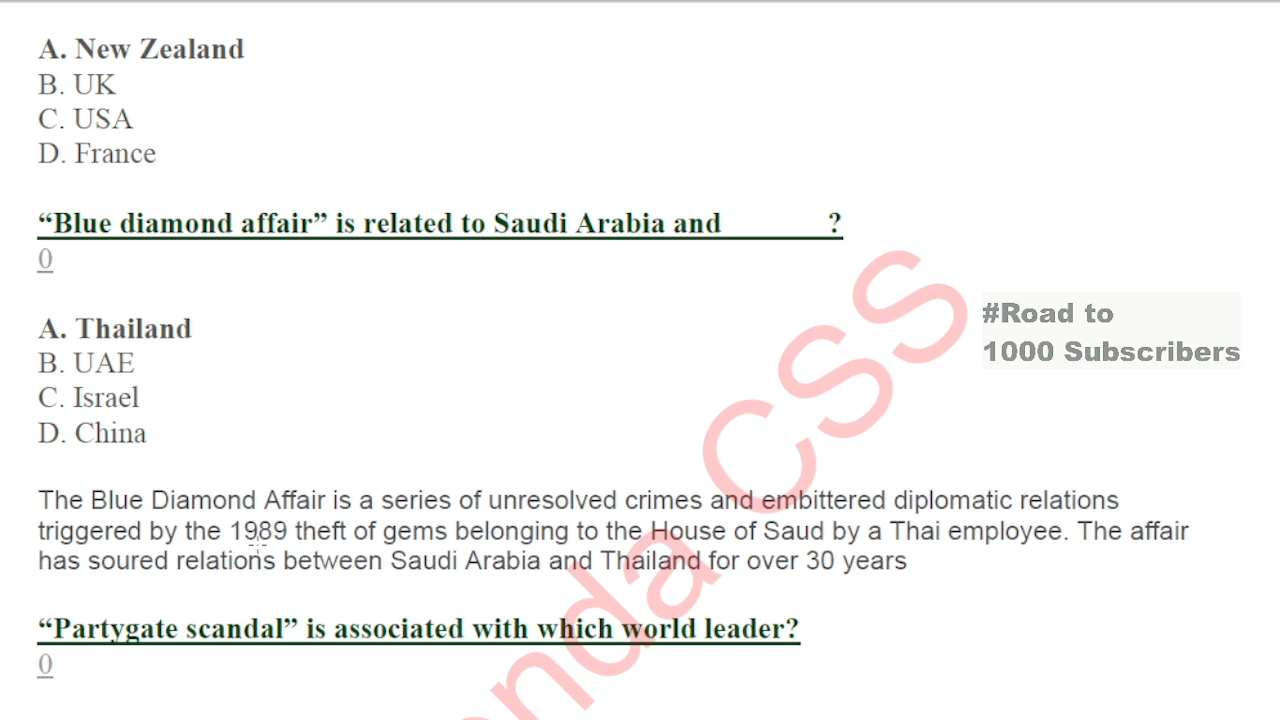 A. New Zealand
B. UK
C. USA
D. France
“Blue diamond affair” is related to Saudi Arabia and ______?
0
#Road to
1000 Subscribers
A. Thailand
B. UAE
C. Israel
D. China
The Blue Diamond Affair is a series of unresolved crimes and embittered diplomatic relations
triggered by the 1989 theft of gems belonging to the House of Saud by a Thai employee. The affair
has soured relations between Saudi Arabia and Thailand for over 30 years
“Partygate scandal” is associated with which world leader?
0
enda CSS